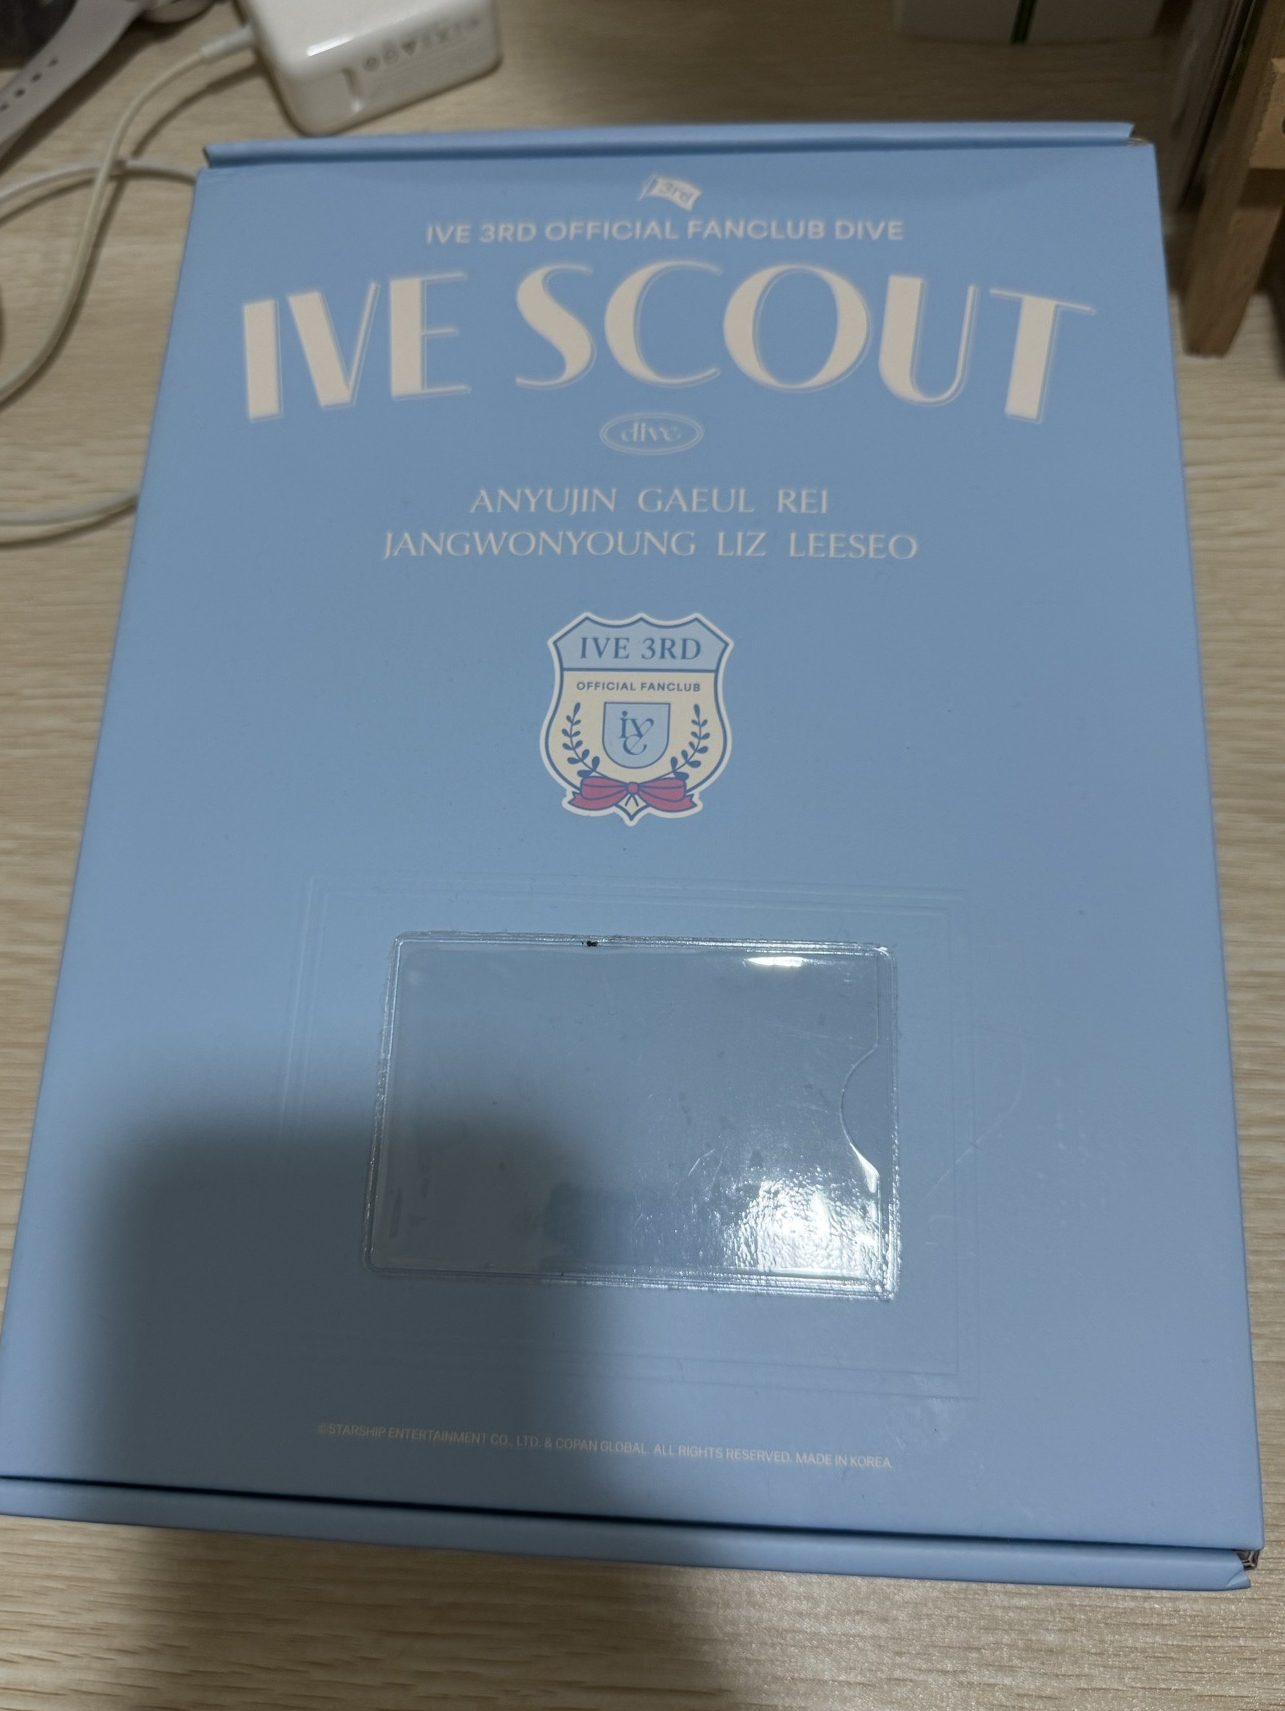 3rd
IVE 3RD OFFICIAL FANCLUB DIVE
IVE SCOUT
dive
ANYUJIN GAEUL REI
JANGWONYOUNG LIZ LEESEO
IVE 3RD
OFFICIAL FANCLUB
ive
©STARSHIP ENTERTAINMENT CO., LTD. & COPAN GLOBAL. ALL RIGHTS RESERVED. MADE IN KOREA.